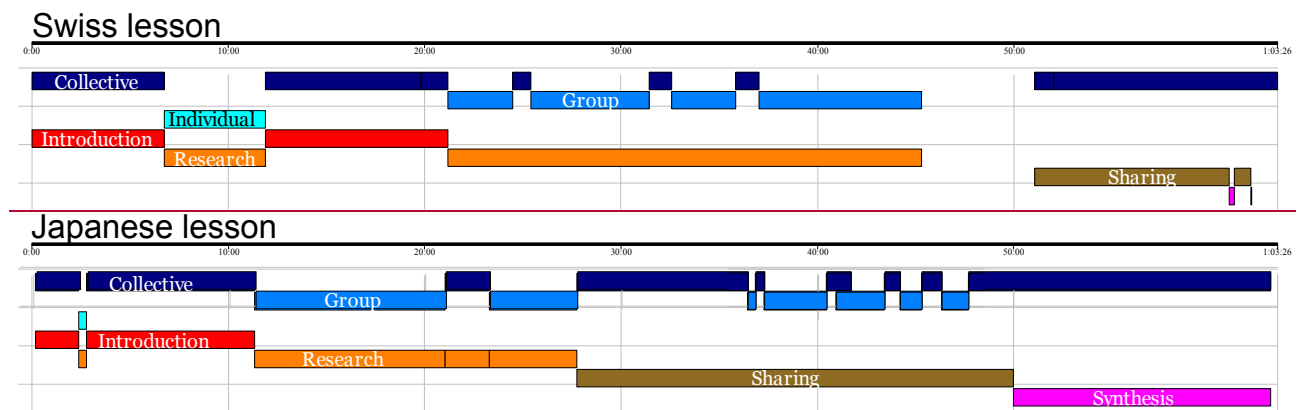 Swiss lesson
0:00 10:00 20:00 30:00 40:00 50:00 1:03:26
Collective
Group
Individual
Introduction
Research
Sharing
Japanese lesson
0:00 10:00 20:00 30:00 40:00 50:00 1:03:26
Collective
Group
Introduction
Research
Sharing
Synthesis